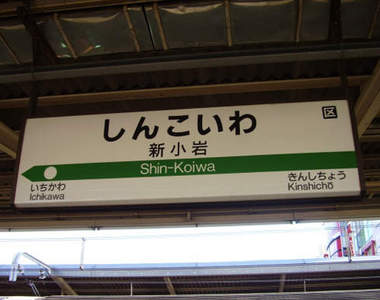 しんこいわ
区
新小岩
Shin-Koiwa
いちかわ
Ichikawa
きんしちょう
Kinshichō